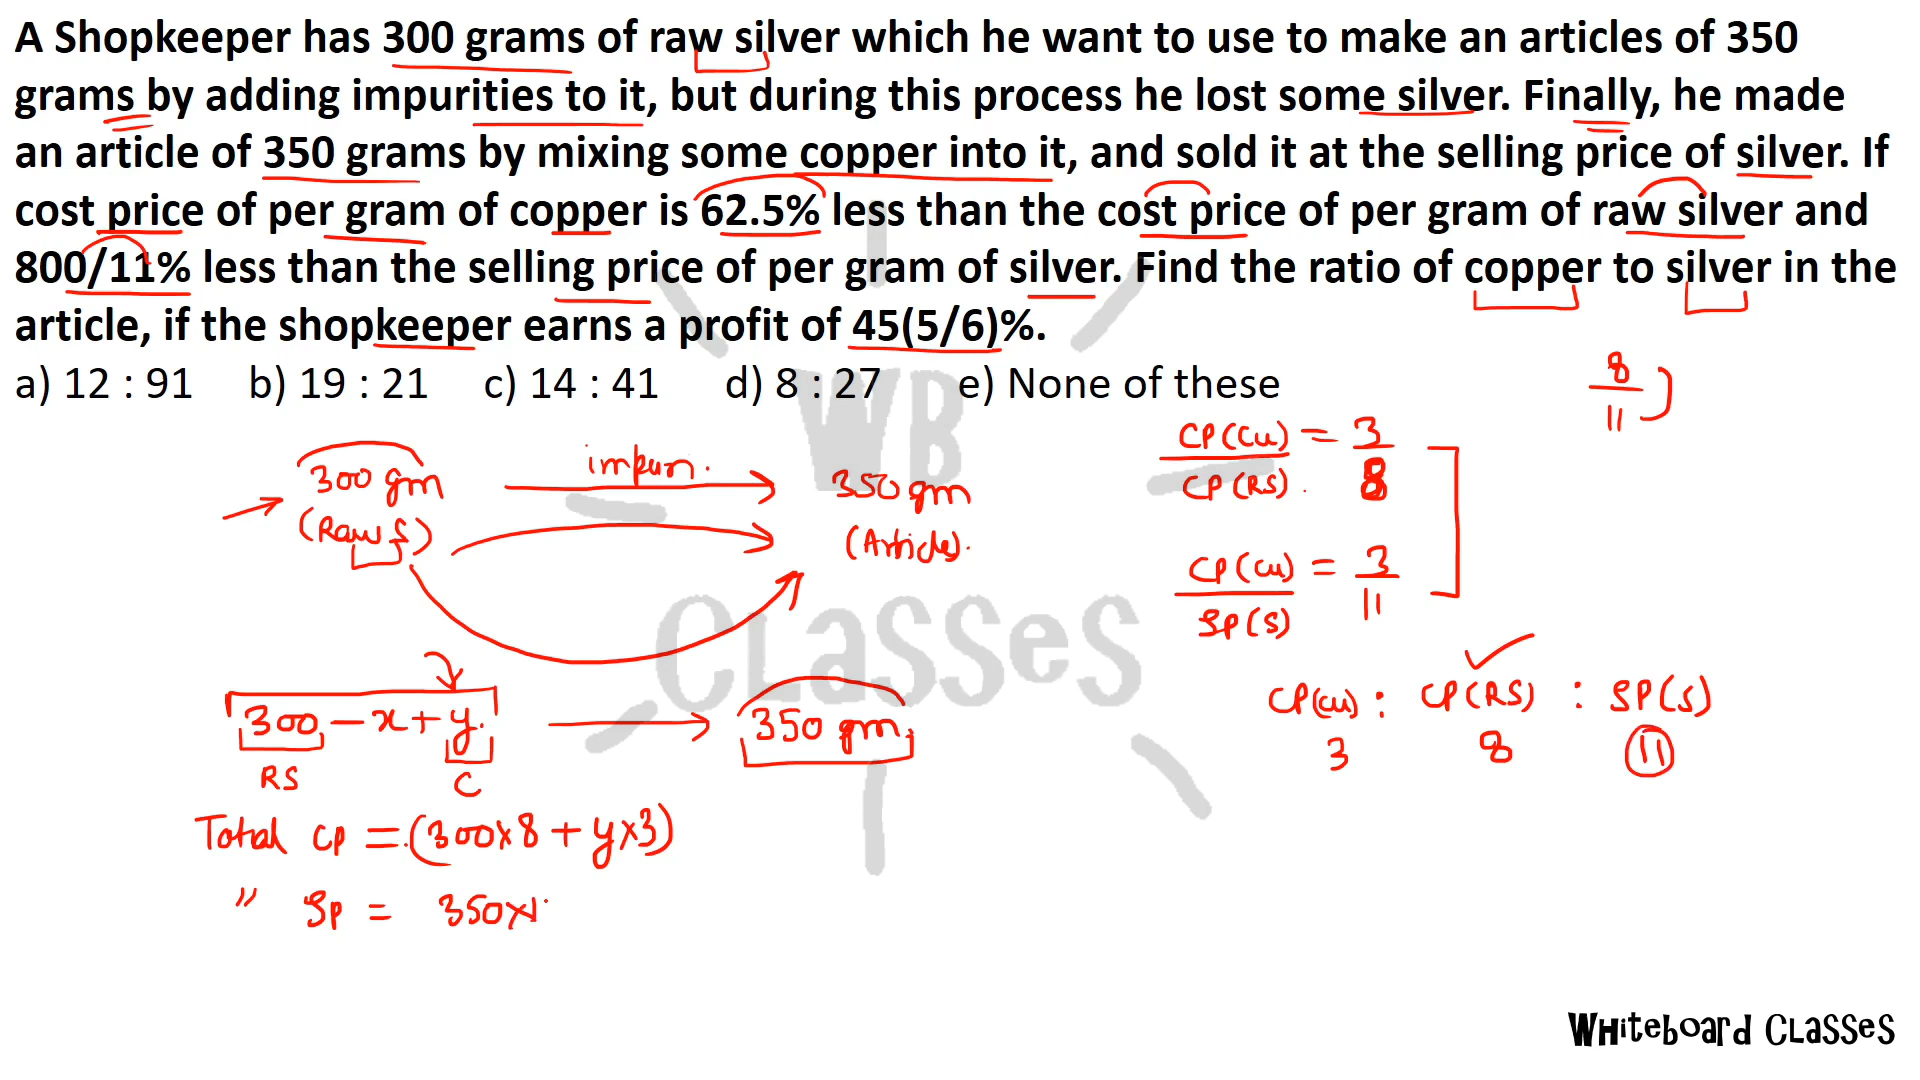 A Shopkeeper has 300 grams of raw silver which he want to use to make an articles of 350
grams by adding impurities to it, but during this process he lost some silver. Finally, he made
an article of 350 grams by mixing some copper into it, and sold it at the selling price of silver. If
cost price of per gram of copper is 62.5% less than the cost price of per gram of raw silver and
800/11% less than the selling price of per gram of silver. Find the ratio of copper to silver in the
article, if the shopkeeper earns a profit of 45(5/6)%.
a) 12 : 91 b) 19 : 21 c) 14 : 41 d) 8 : 27 e) None of these
8/11
300 gm impur. 350 gm
(Raw S) (Article).
CP(Cu)/CP(RS). = 3/8
CP(Cu)/SP(S) = 3/11
300 - x + y. 350 gm.
RS C
CP(Cu) : CP(RS) : SP(S)
3 8 11
Total CP = (300x8 + yx3)
" SP = 350x1
WB
CLaSSeS
WHiteboard CLaSSeS